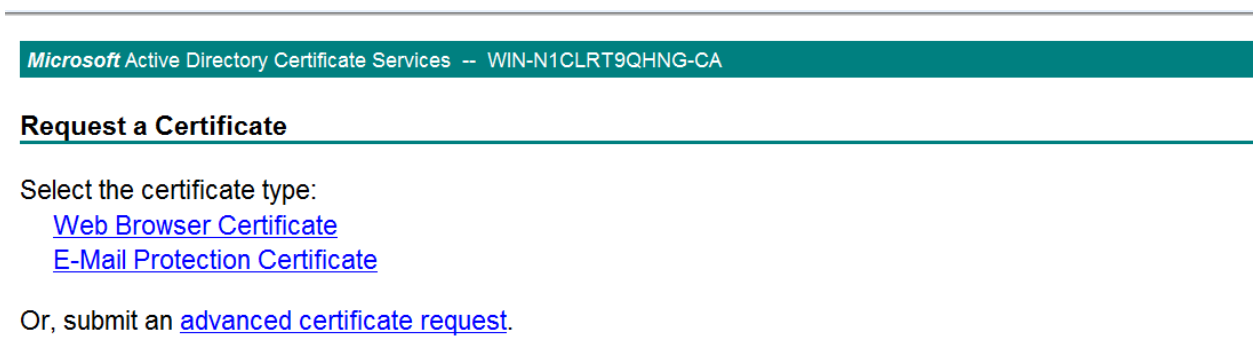 Microsoft Active Directory Certificate Services -- WIN-N1CLRT9QHNG-CA
Request a Certificate
Select the certificate type:
Web Browser Certificate
E-Mail Protection Certificate
Or, submit an advanced certificate request.